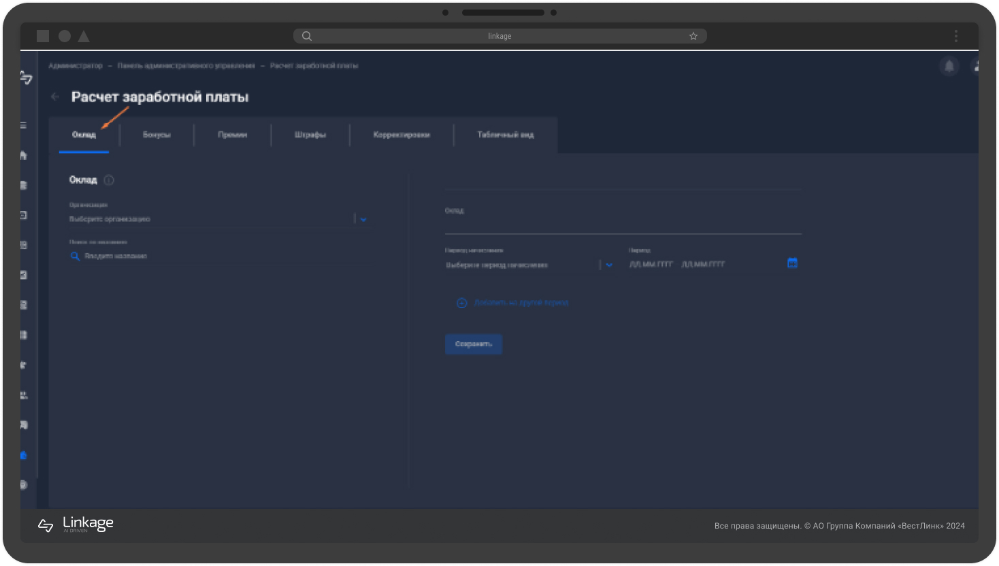 linkage
Администратор – Панель административного управления – Расчет заработной платы
Расчет заработной платы
Оклад Бонусы Премии Штрафы Корректировки Табличный вид
Оклад
Организация
Выберите организацию
Поиск по названию
Введите название
Оклад
Период начисления Период
Выберите период начисления ДД.ММ.ГГГГ ДД.ММ.ГГГГ
Добавить на другой период
Сохранить
Linkage
AI DRIVEN
Все права защищены. © АО Группа Компаний «ВестЛинк» 2024